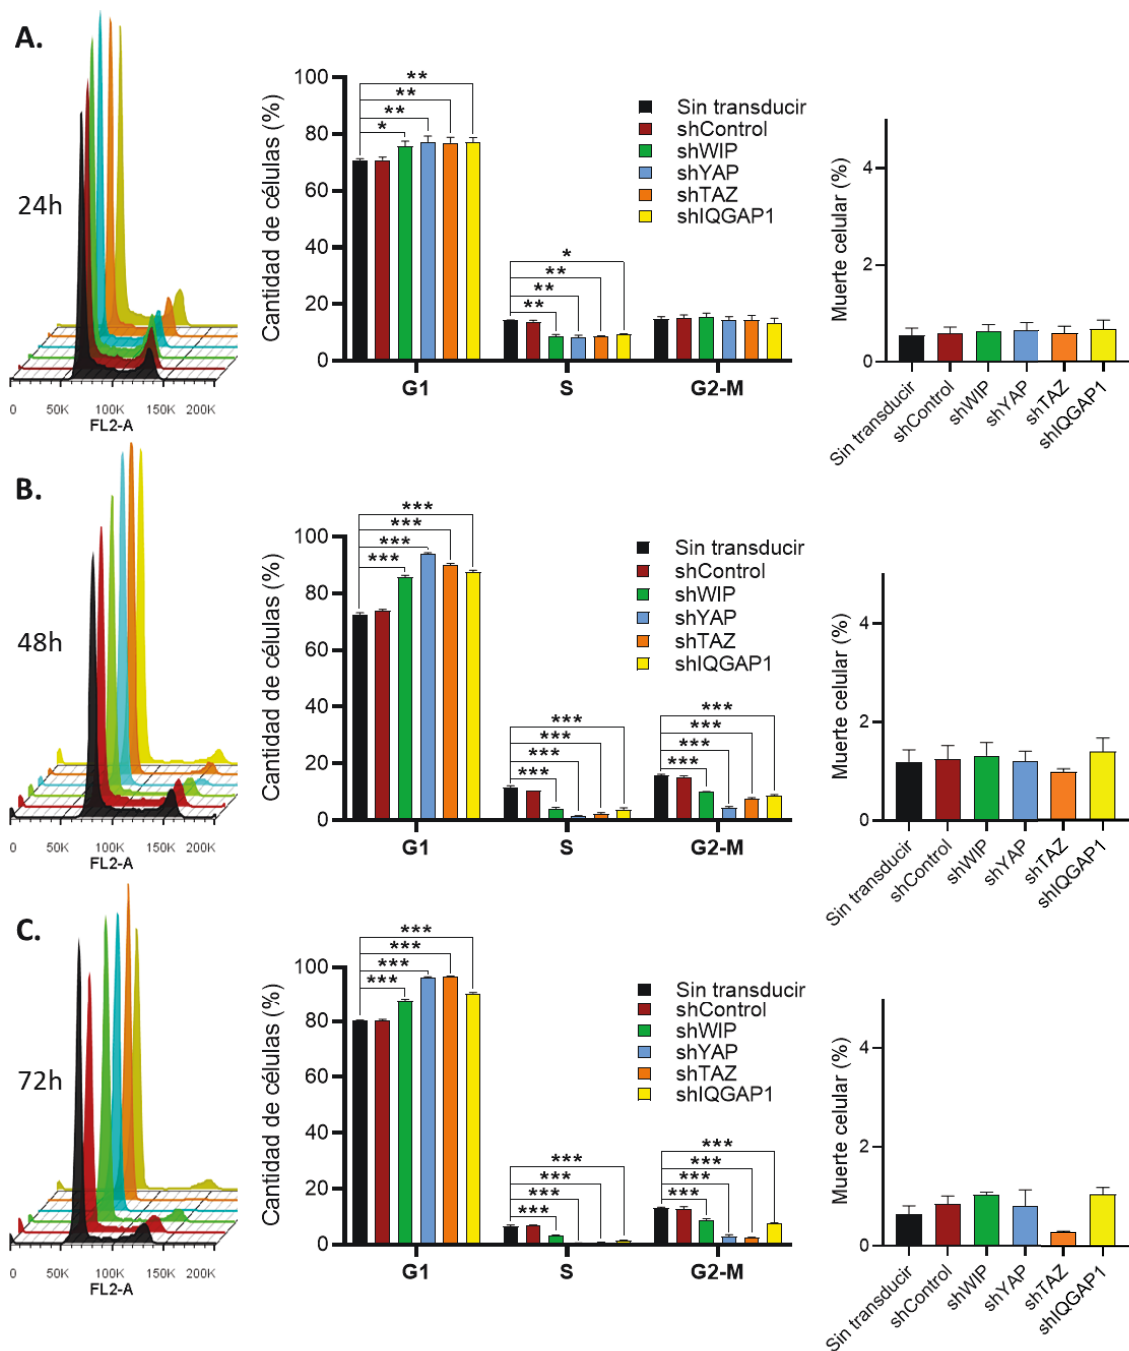 A.
24h
0 50K 100K 150K 200K
FL2-A
Cantidad de células (%)
100
80
60
40
20
0
** 
**
**
*
*
**
**
**
G1 S G2-M
Sin transducir
shControl
shWIP
shYAP
shTAZ
shIQGAP1
Muerte celular (%)
4
2
0
Sin transducir
shControl
shWIP
shYAP
shTAZ
shIQGAP1
B.
48h
0 50K 100K 150K 200K
FL2-A
Cantidad de células (%)
100
80
60
40
20
0
***
***
***
***
***
***
***
***
***
***
***
***
G1 S G2-M
Sin transducir
shControl
shWIP
shYAP
shTAZ
shIQGAP1
Muerte celular (%)
4
2
0
Sin transducir
shControl
shWIP
shYAP
shTAZ
shIQGAP1
C.
72h
0 50K 100K 150K 200K
FL2-A
Cantidad de células (%)
100
80
60
40
20
0
***
***
***
***
***
***
***
***
***
***
***
***
G1 S G2-M
Sin transducir
shControl
shWIP
shYAP
shTAZ
shIQGAP1
Muerte celular (%)
4
2
0
Sin transducir
shControl
shWIP
shYAP
shTAZ
shIQGAP1